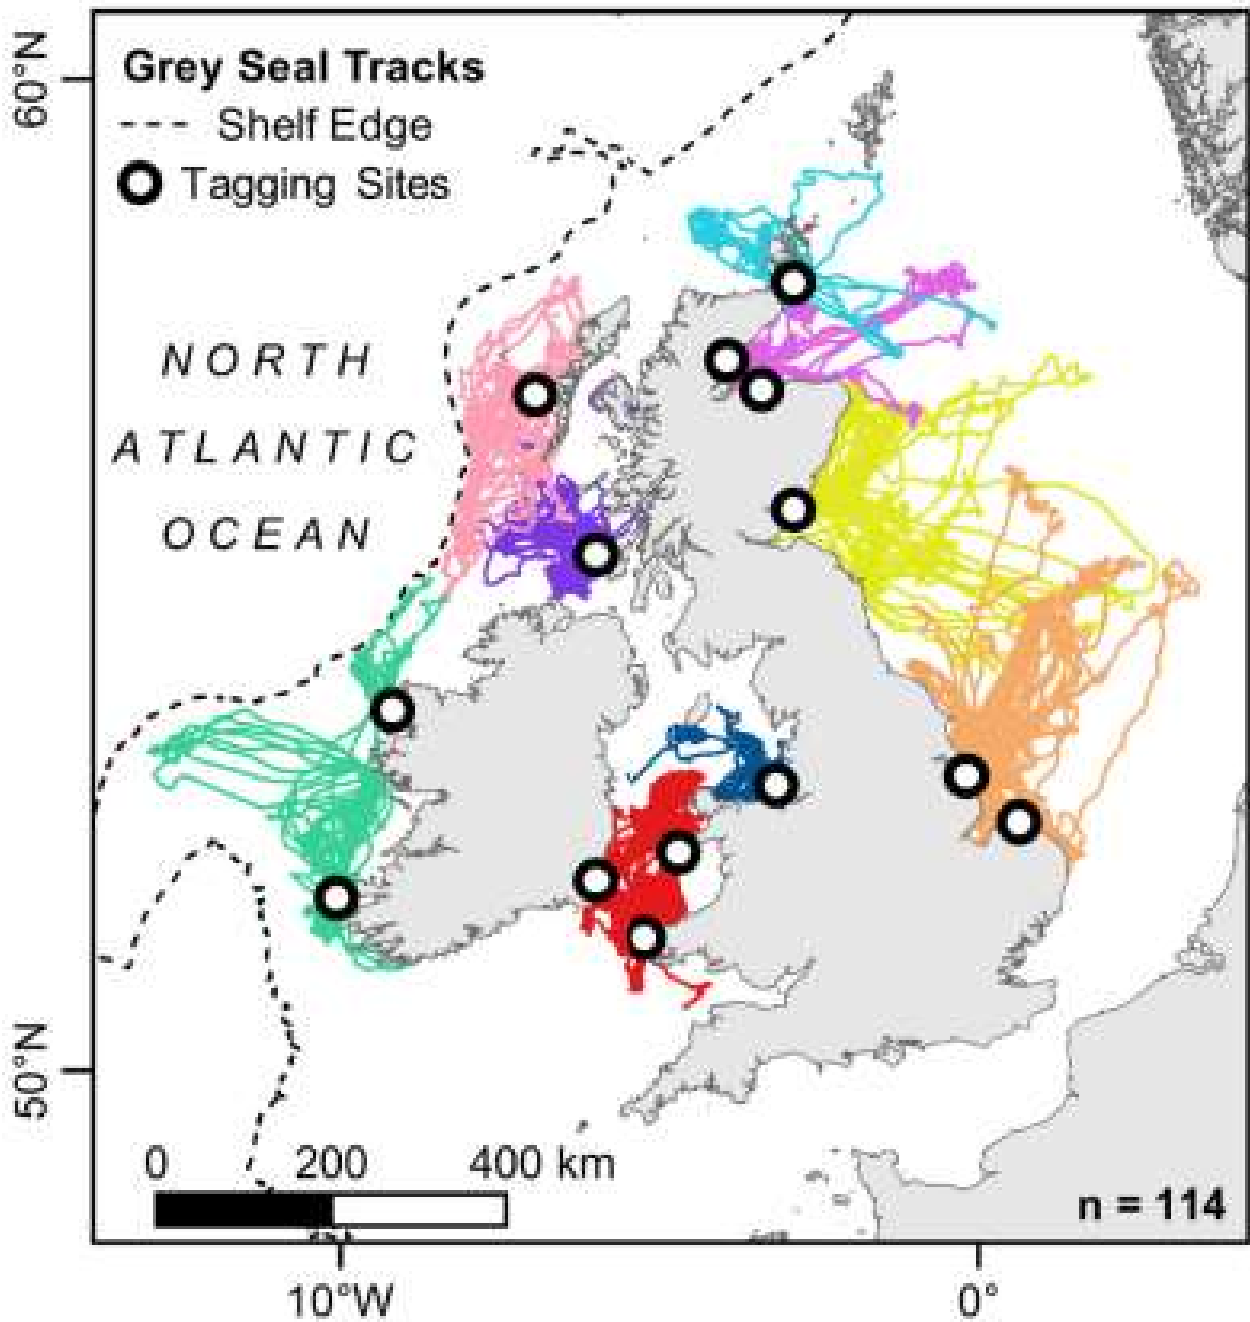 Grey Seal Tracks
Shelf Edge
Tagging Sites
60°N
NORTH
ATLANTIC
OCEAN
50°N
0 200 400 km
n = 114
10°W 0°